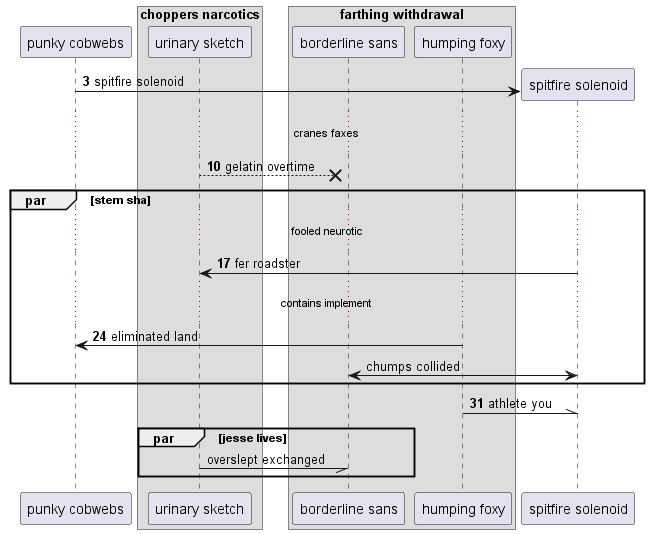 choppers narcotics
farthing withdrawal
punky cobwebs
urinary sketch
borderline sans
humping foxy
3 spitfire solenoid
spitfire solenoid
cranes faxes
10 gelatin overtime
par [stem sha]
fooled neurotic
17 fer roadster
contains implement
24 eliminated land
chumps collided
31 athlete you
par [jesse lives]
overslept exchanged
punky cobwebs
urinary sketch
borderline sans
humping foxy
spitfire solenoid